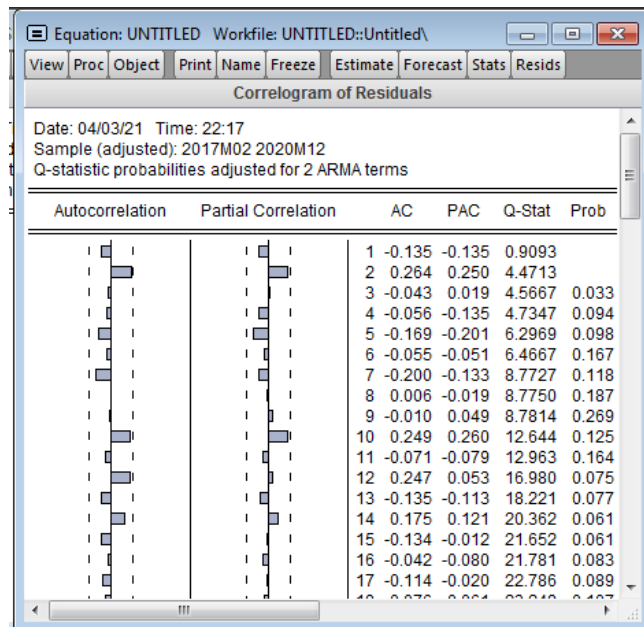 Equation: UNTITLED Workfile: UNTITLED::Untitled\
View Proc Object Print Name Freeze Estimate Forecast Stats Resids
Correlogram of Residuals
Date: 04/03/21 Time: 22:17
Sample (adjusted): 2017M02 2020M12
Q-statistic probabilities adjusted for 2 ARMA terms
Autocorrelation Partial Correlation AC PAC Q-Stat Prob
1 -0.135 -0.135 0.9093
2 0.264 0.250 4.4713
3 -0.043 0.019 4.5667 0.033
4 -0.056 -0.135 4.7347 0.094
5 -0.169 -0.201 6.2969 0.098
6 -0.055 -0.051 6.4667 0.167
7 -0.200 -0.133 8.7727 0.118
8 0.006 -0.019 8.7750 0.187
9 -0.010 0.049 8.7814 0.269
10 0.249 0.260 12.644 0.125
11 -0.071 -0.079 12.963 0.164
12 0.247 0.053 16.980 0.075
13 -0.135 -0.113 18.221 0.077
14 0.175 0.121 20.362 0.061
15 -0.134 -0.012 21.652 0.061
16 -0.042 -0.080 21.781 0.083
17 -0.114 -0.020 22.786 0.089